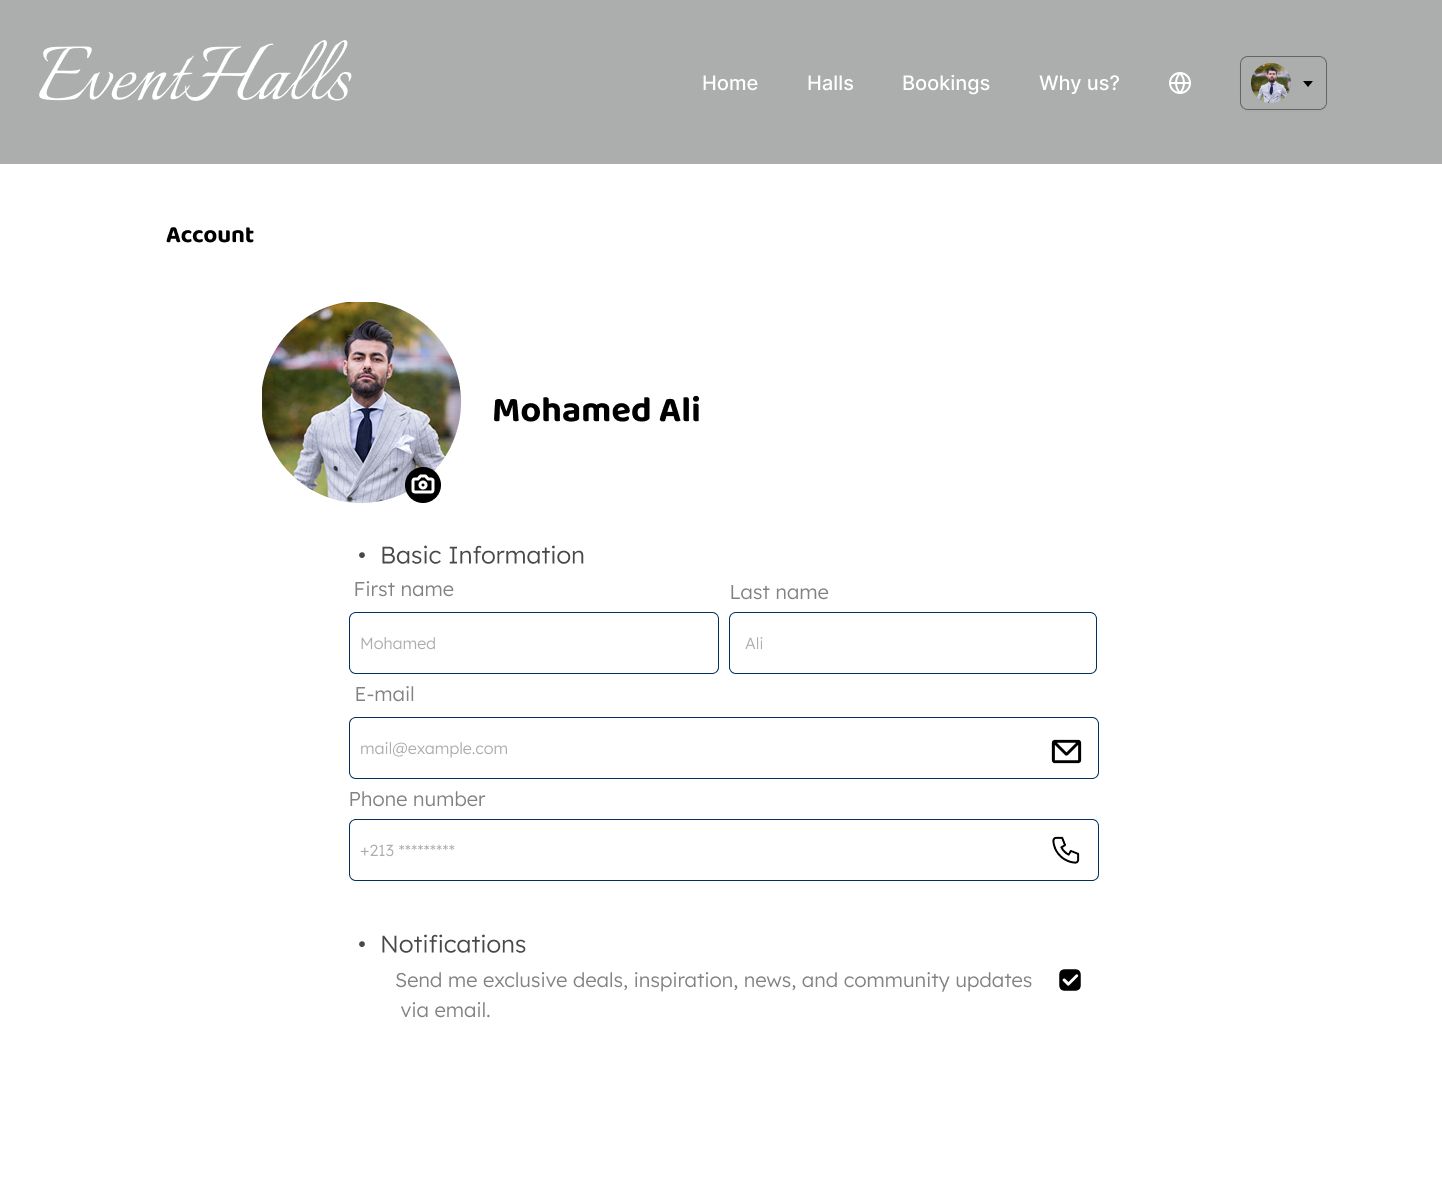 EventHalls
Home Halls Bookings Why us?
Account
Mohamed Ali
• Basic Information
First name Last name
Mohamed Ali
E-mail
mail@example.com
Phone number
+213 *********
• Notifications
Send me exclusive deals, inspiration, news, and community updates
via email.